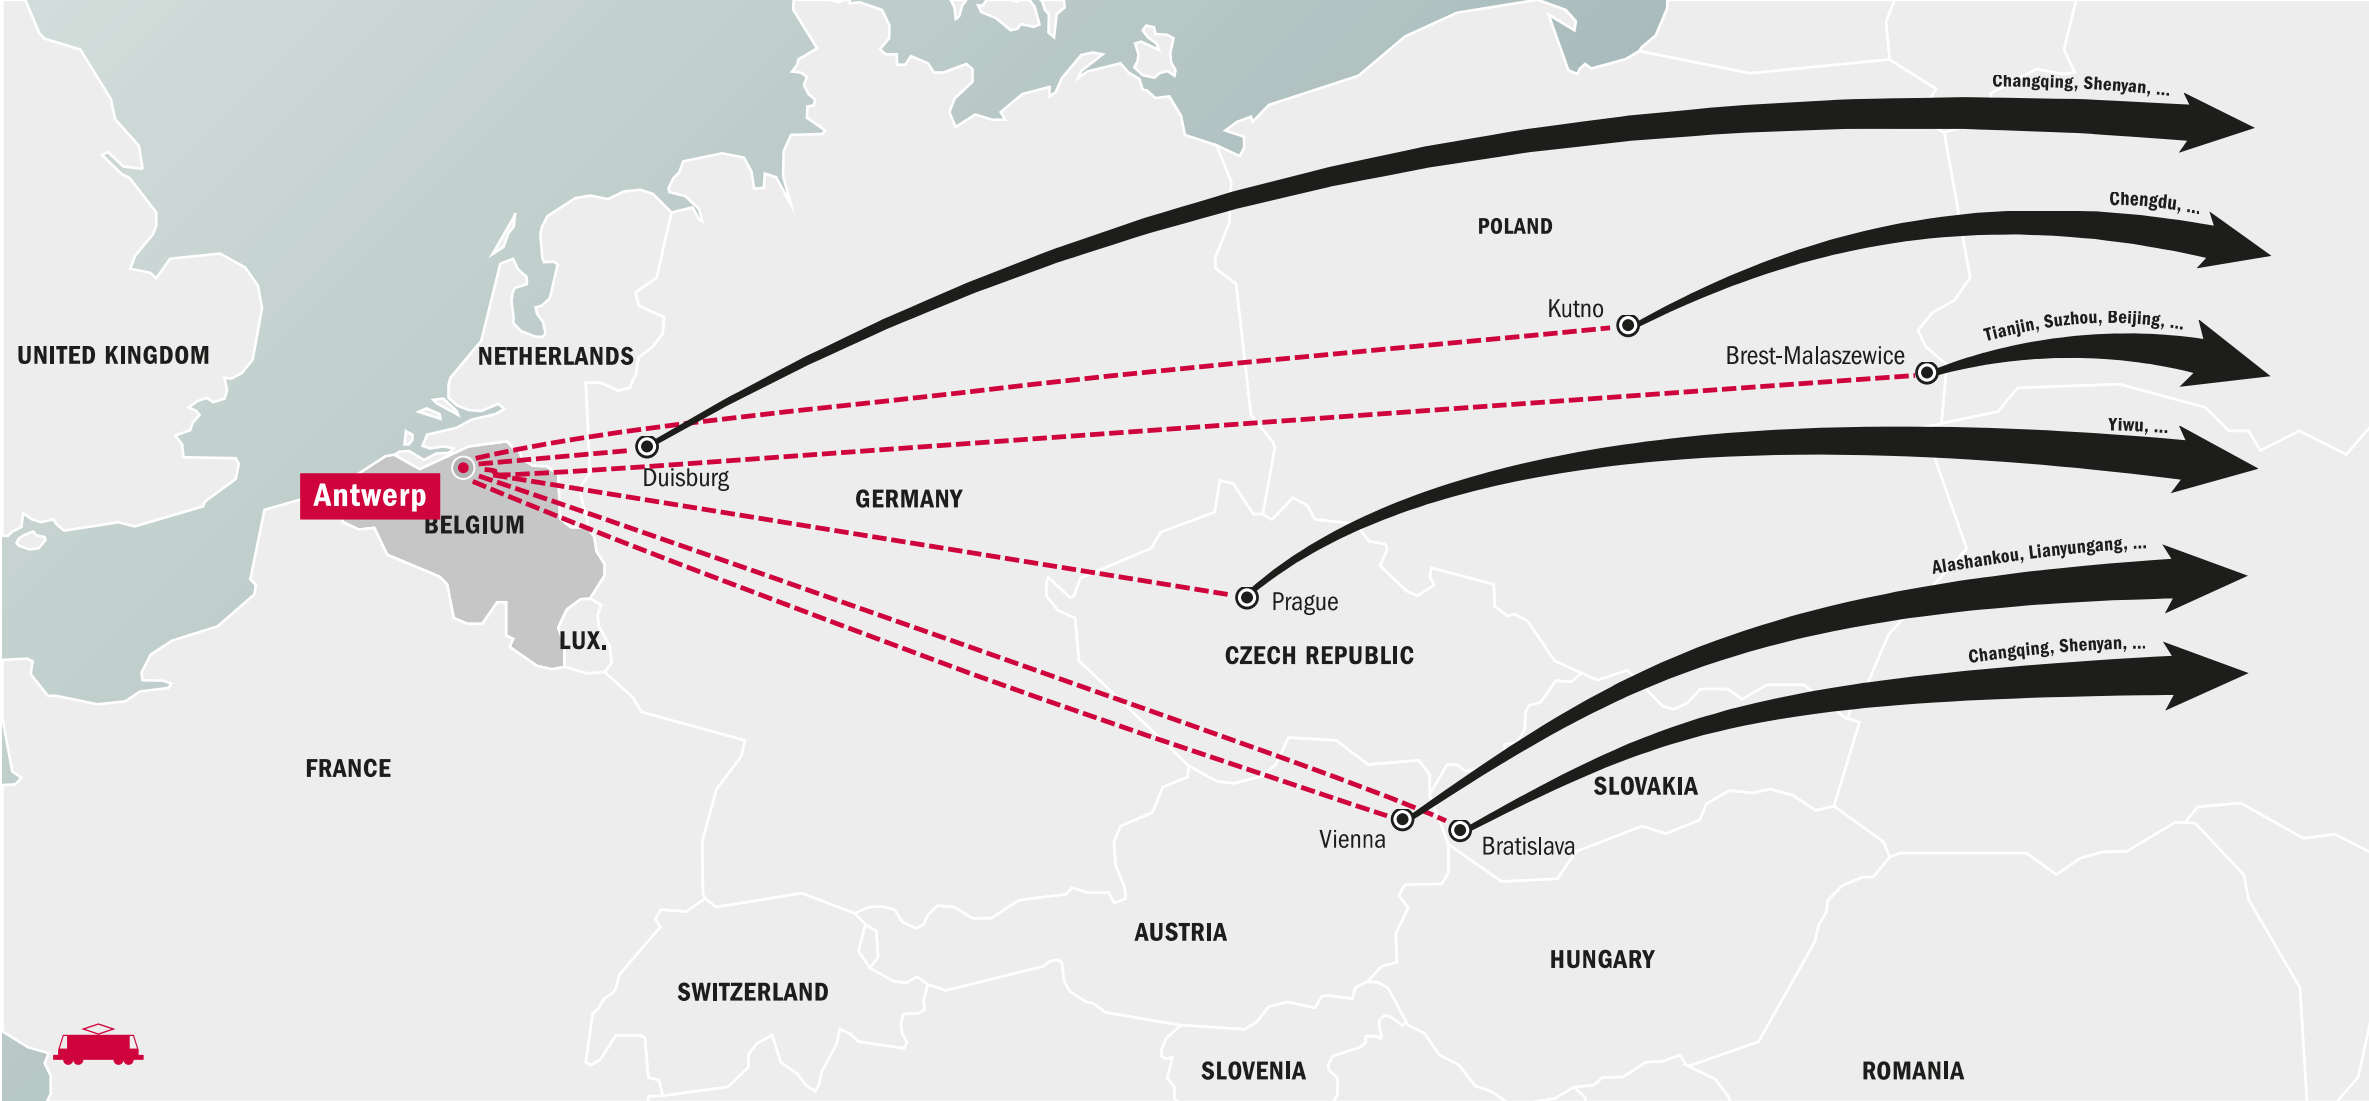 Changqing, Shenyan, ...
Chengdu, ...
POLAND
Kutno
Tianjin, Suzhou, Beijing, ...
UNITED KINGDOM
NETHERLANDS
Brest-Malaszewice
Yiwu, ...
Duisburg
Antwerp
GERMANY
BELGIUM
Alashankou, Lianyungang, ...
Prague
LUX.
CZECH REPUBLIC
Changqing, Shenyan, ...
FRANCE
SLOVAKIA
Vienna
Bratislava
AUSTRIA
HUNGARY
SWITZERLAND
SLOVENIA
ROMANIA